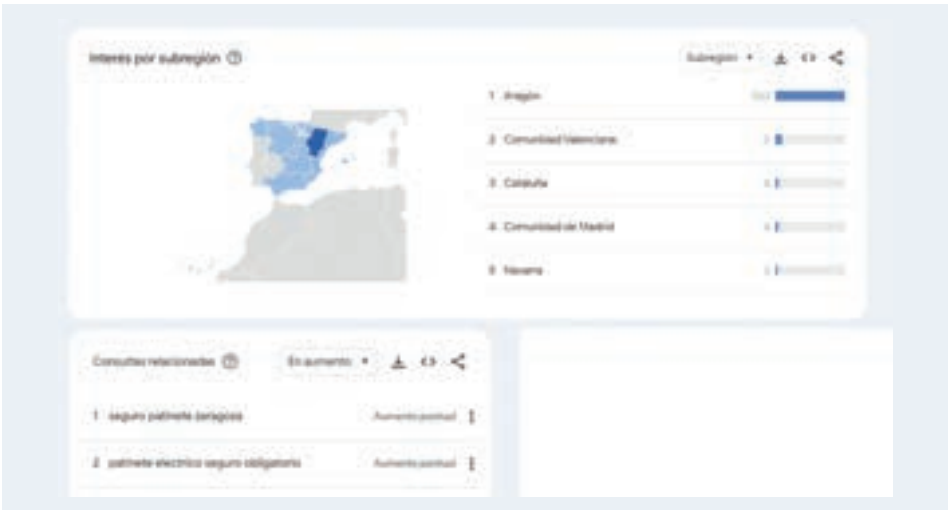 Interés por subregión
Subregión
1 Aragón
2 Comunidad Valenciana
3 Cataluña
4 Comunidad de Madrid
5 Navarra
Consultas relacionadas
En aumento
1 seguro patinete zaragoza
Aumento puntual
2 patinete electrico seguro obligatorio
Aumento puntual